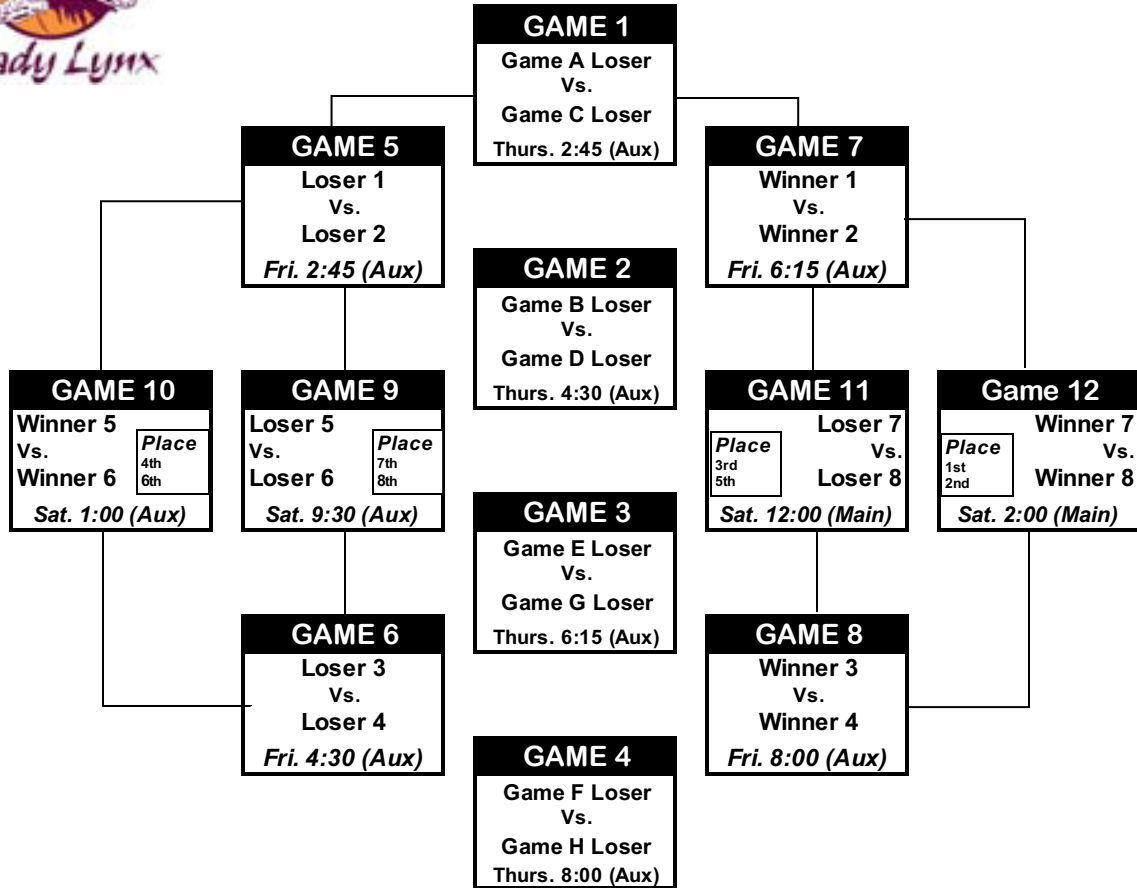 Lady Lynx
GAME 1
Game A Loser
Vs.
Game C Loser
Thurs. 2:45 (Aux)
GAME 5
Loser 1
Vs.
Loser 2
Fri. 2:45 (Aux)
GAME 7
Winner 1
Vs.
Winner 2
Fri. 6:15 (Aux)
GAME 2
Game B Loser
Vs.
Game D Loser
Thurs. 4:30 (Aux)
GAME 10
Winner 5
Vs.
Winner 6
Place
4th
6th
Sat. 1:00 (Aux)
GAME 9
Loser 5
Vs.
Loser 6
Place
7th
8th
Sat. 9:30 (Aux)
GAME 11
Loser 7
Vs.
Loser 8
Place
3rd
5th
Sat. 12:00 (Main)
Game 12
Winner 7
Vs.
Winner 8
Place
1st
2nd
Sat. 2:00 (Main)
GAME 3
Game E Loser
Vs.
Game G Loser
Thurs. 6:15 (Aux)
GAME 6
Loser 3
Vs.
Loser 4
Fri. 4:30 (Aux)
GAME 8
Winner 3
Vs.
Winner 4
Fri. 8:00 (Aux)
GAME 4
Game F Loser
Vs.
Game H Loser
Thurs. 8:00 (Aux)